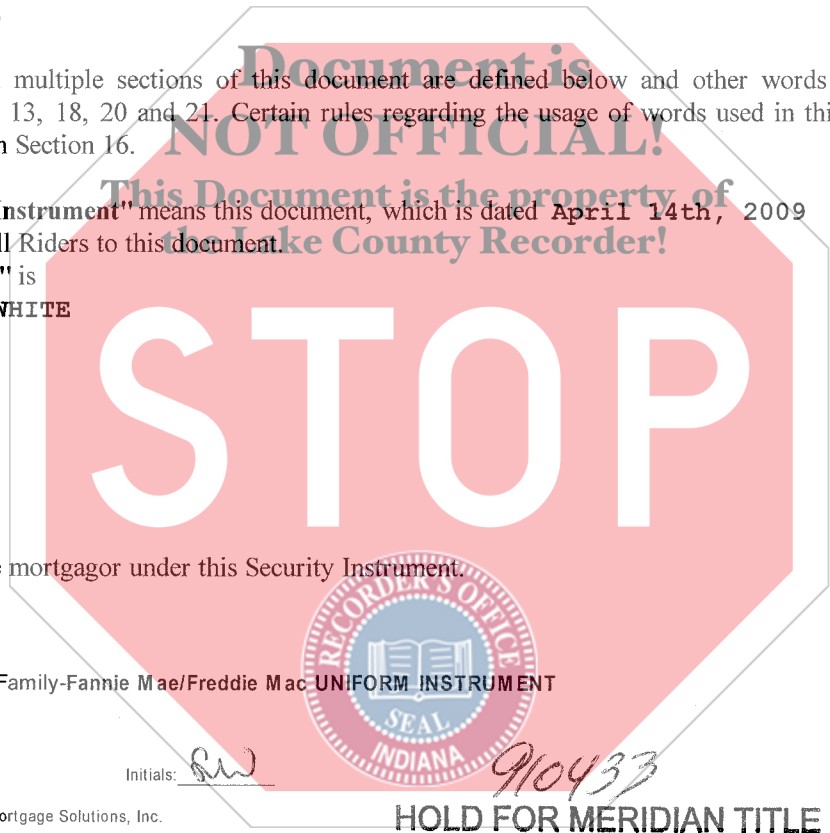 Document is
multiple sections of this document are defined below and other words
13, 18, 20 and 21. Certain rules regarding the usage of words used in thi
NOT OFFICIAL!
n Section 16.
This Document is the property of
nstrument" means this document, which is dated April 14th, 2009
the Lake County Recorder!
ll Riders to this document.
" is
WHITE
STOP
e mortgagor under this Security Instrument.
RECORDER'S OFFICE
SEAL
INDIANA
Family-Fannie Mae/Freddie Mac UNIFORM INSTRUMENT
Initials: SW
910433
ortgage Solutions, Inc.
HOLD FOR MERIDIAN TITLE